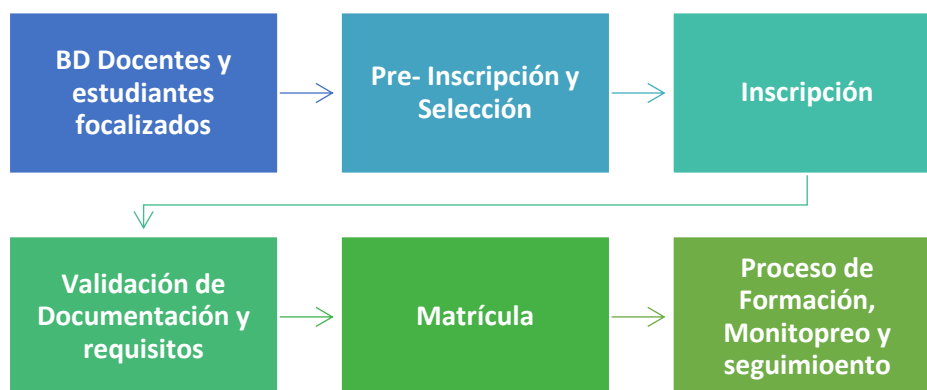 BD Docentes y
estudiantes
focalizados
Pre- Inscripción y
Selección
Inscripción
Validación de
Documentación y
requisitos
Matrícula
Proceso de
Formación,
Monitopreo y
seguimioento